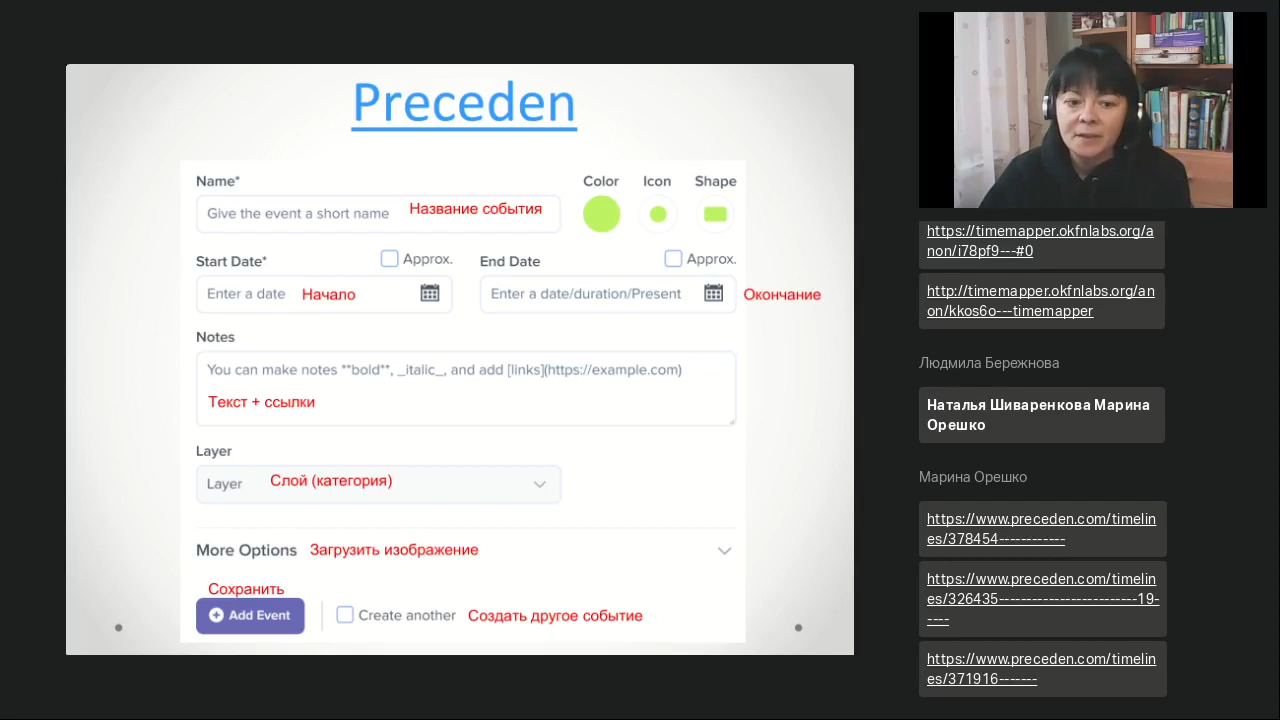 Preceden
Name*
Color Icon Shape
Give the event a short name Название события
Start Date* Approx. End Date Approx.
Enter a date Начало Enter a date/duration/Present Окончание
Notes
You can make notes **bold**, _italic_, and add [links](https://example.com)
Текст + ссылки
Layer
Layer Слой (категория)
More Options Загрузить изображение
Сохранить
Add Event Create another Создать другое событие
https://timemapper.okfnlabs.org/a
non/i78pf9---#0
http://timemapper.okfnlabs.org/an
on/kkos6o---timemapper
Людмила Бережнова
Наталья Шиваренкова Марина
Орешко
Марина Орешко
https://www.preceden.com/timelin
es/378454------------
https://www.preceden.com/timelin
es/326435-------------------------19-
----
https://www.preceden.com/timelin
es/371916-------